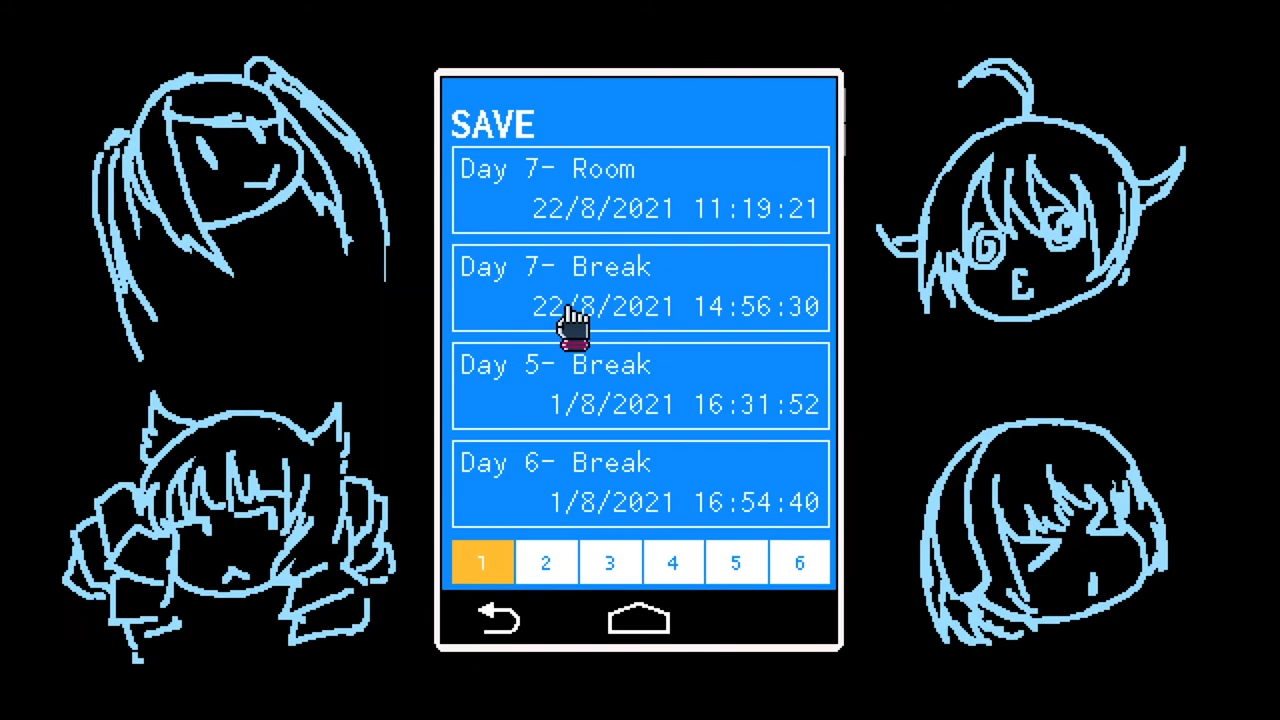 SAVE
Day 7- Room
22/8/2021 11:19:21
Day 7- Break
22/8/2021 14:56:30
Day 5- Break
1/8/2021 16:31:52
Day 6- Break
1/8/2021 16:54:40
1 2 3 4 5 6